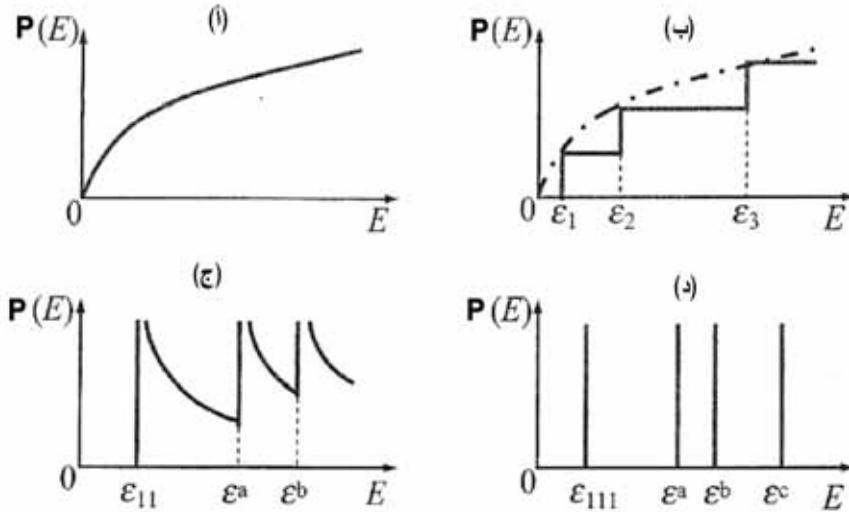 P (E) (أ)
0 E
P (E) (ب)
0 ε₁ ε₂ ε₃ E
P (E) (ج)
0 ε₁₁ εᵃ εᵇ E
P (E) (د)
0 ε₁₁₁ εᵃ εᵇ εᶜ E